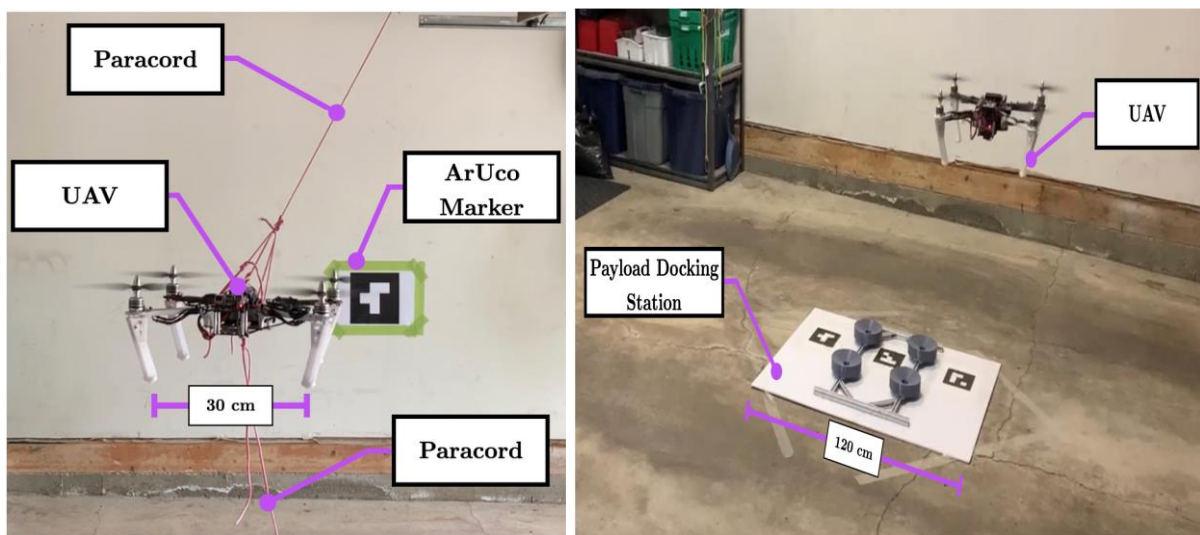 Paracord
UAV
ArUco
Marker
30 cm
Paracord
UAV
Payload Docking
Station
120 cm